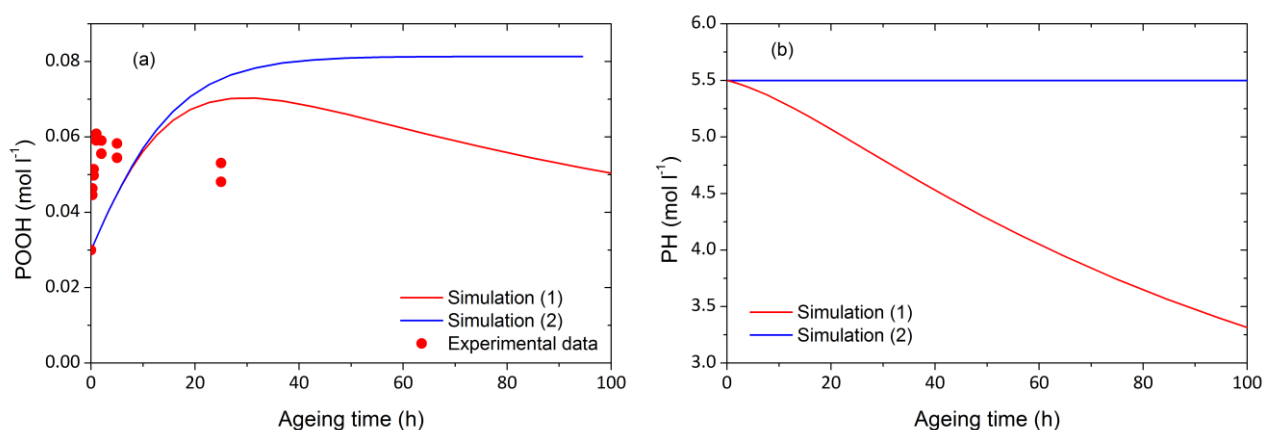 (a)
POOH (mol l⁻¹)
0.08
0.06
0.04
0.02
0.00
Simulation (1)
Simulation (2)
Experimental data
0 20 40 60 80 100
Ageing time (h)
(b)
PH (mol l⁻¹)
6.0
5.5
5.0
4.5
4.0
3.5
3.0
Simulation (1)
Simulation (2)
0 20 40 60 80 100
Ageing time (h)